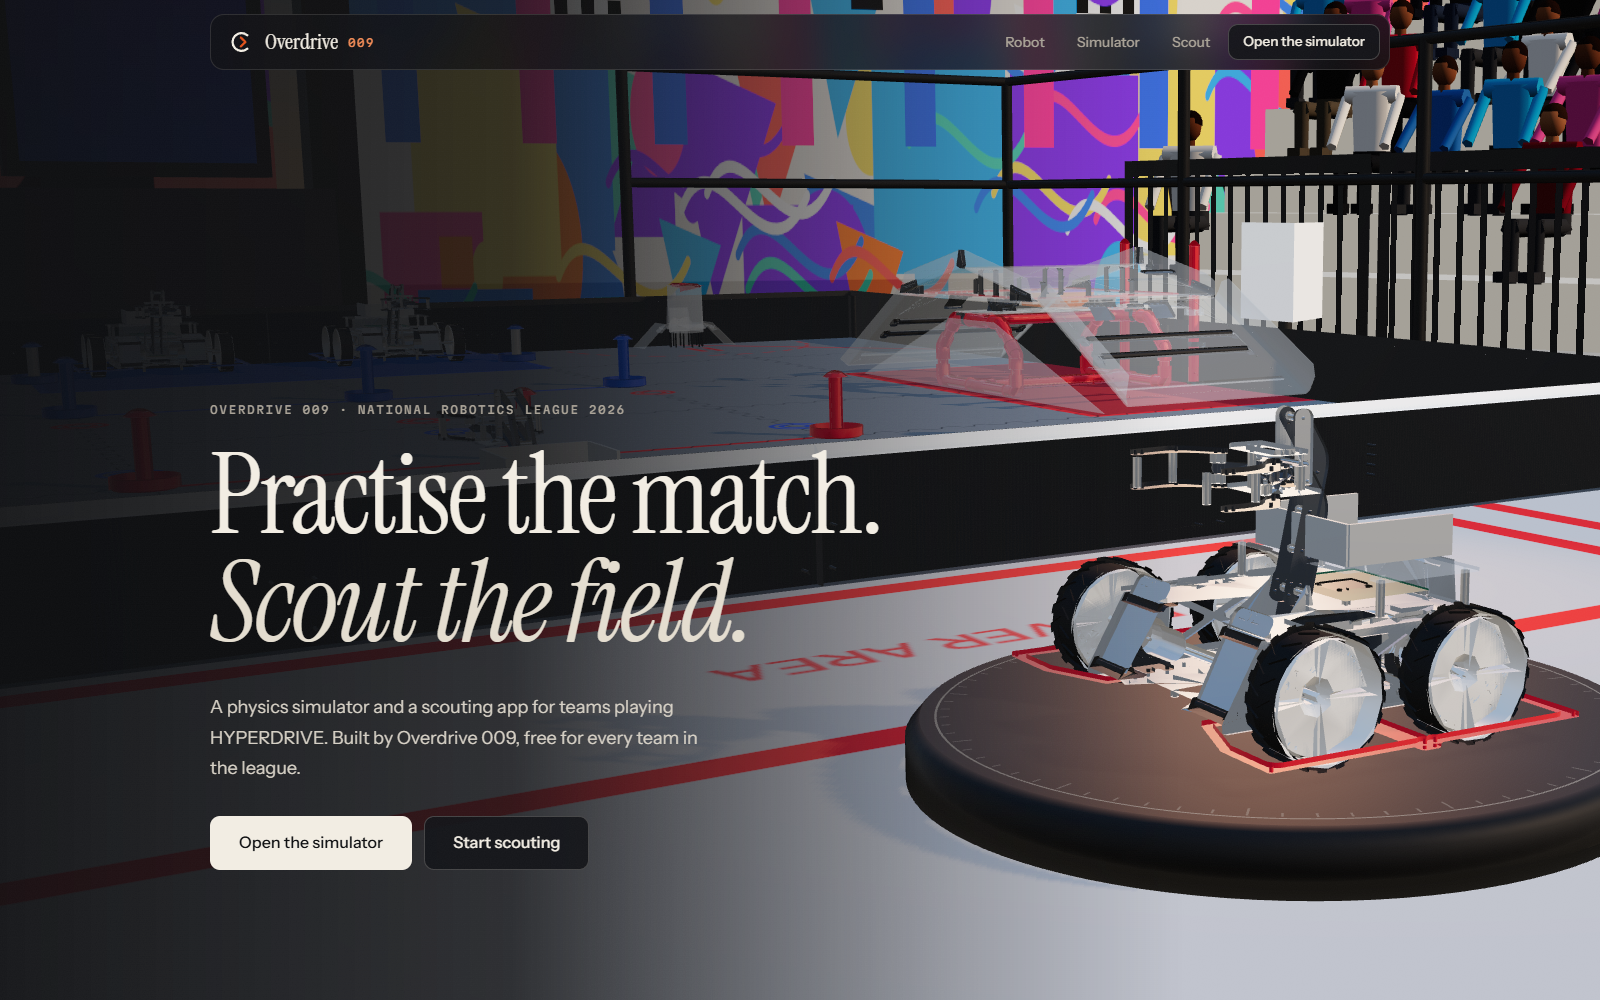 Overdrive 009
Robot
Simulator
Scout
Open the simulator
OVERDRIVE 009 · NATIONAL ROBOTICS LEAGUE 2026
Practise the match.
Scout the field.
A physics simulator and a scouting app for teams playing
HYPERDRIVE. Built by Overdrive 009, free for every team in
the league.
Open the simulator
Start scouting
AREA